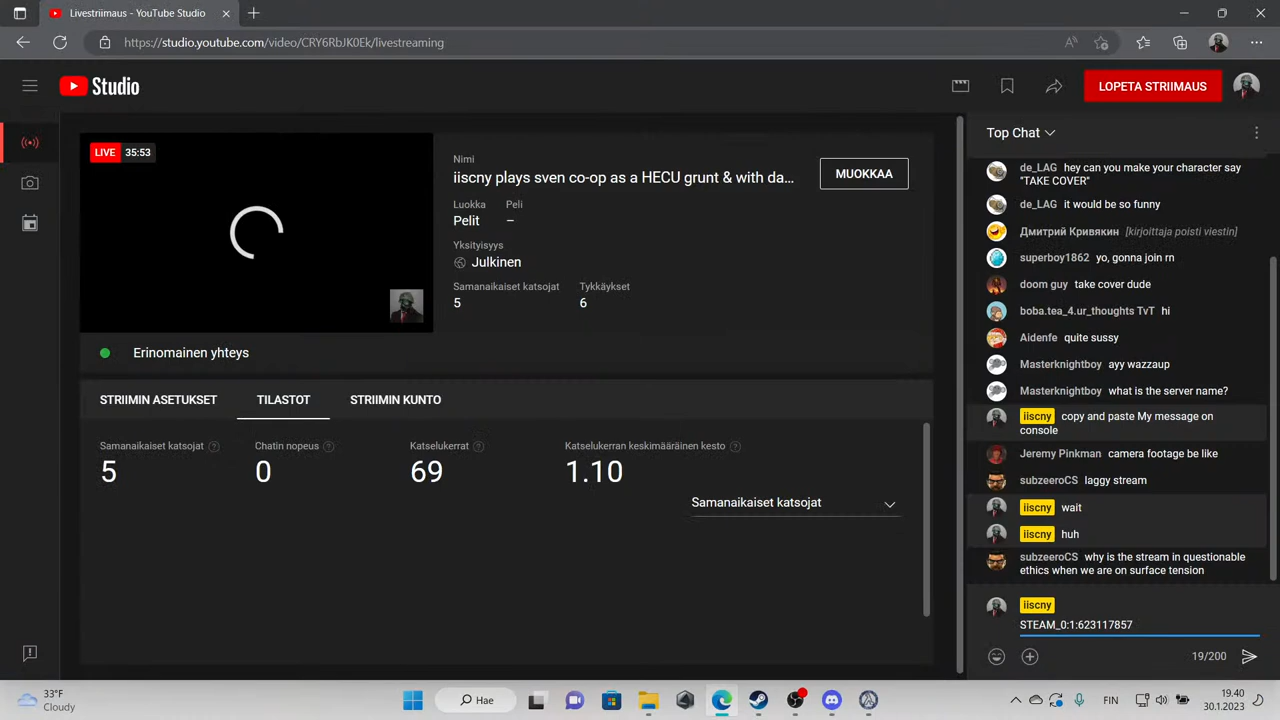 Livestriimaus - YouTube Studio
https://studio.youtube.com/video/CRY6RbJK0Ek/livestreaming
Studio
LOPETA STRIIMAUS
LIVE 35:53
Nimi
iiscny plays sven co-op as a HECU grunt & with da...
MUOKKAA
Luokka Peli
Pelit –
Yksityisyys
Julkinen
Samanaikaiset katsojat Tykkäykset
5 6
Erinomainen yhteys
STRIIMIN ASETUKSET TILASTOT STRIIMIN KUNTO
Samanaikaiset katsojat Chatin nopeus Katselukerrat Katselukerran keskimääräinen kesto
5 0 69 1.10
Samanaikaiset katsojat
Top Chat
de_LAG hey can you make your character say
"TAKE COVER"
de_LAG it would be so funny
Дмитрий Кривякин [kirjoittaja poisti viestin]
superboy1862 yo, gonna join rn
doom guy take cover dude
boba.tea_4.ur_thoughts TvT hi
Aidenfe quite sussy
Masterknightboy ayy wazzaup
Masterknightboy what is the server name?
iiscny copy and paste My message on
console
Jeremy Pinkman camera footage be like
subzeroCS laggy stream
iiscny wait
iiscny huh
subzeroCS why is the stream in questionable
ethics when we are on surface tension
iiscny
STEAM_0:1:623117857
19/200
33°F
Cloudy
Hae
FIN
19.40
30.1.2023